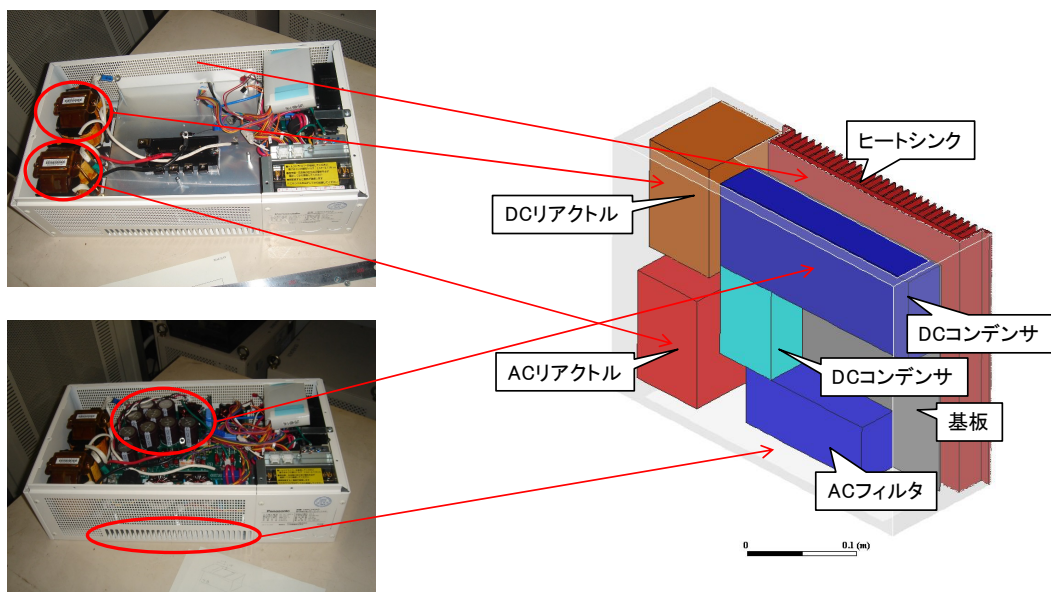 ヒートシンク
DCリアクトル
DCコンデンサ
ACリアクトル
DCコンデンサ
基板
ACフィルタ
0
0.1 (m)
Panasonic